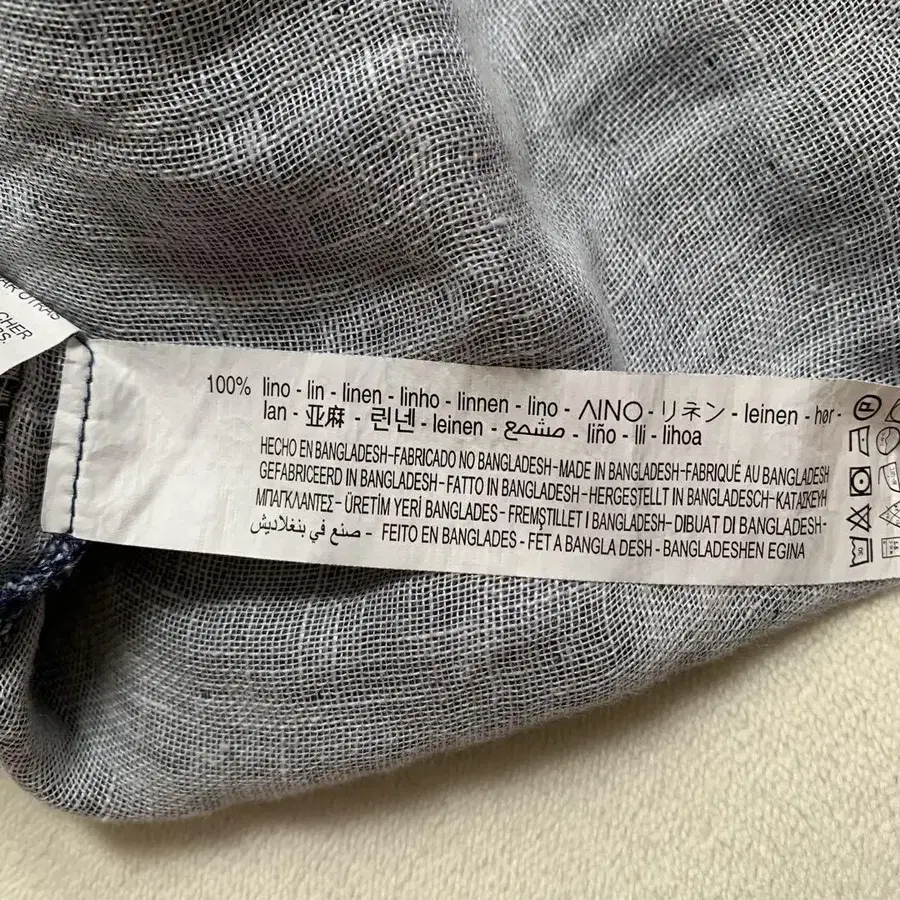 OTRAS
CHER
100% lino - lin - linen - linho - linnen - lino - ΛΙΝΟ - リネン - leinen - hør -
lan - 亚麻 - 린넨 - leinen - مشمع - liño - lli - lihoa
HECHO EN BANGLADESH-FABRICADO NO BANGLADESH-MADE IN BANGLADESH-FABRIQUÉ AU BANGLADESH
GEFABRICEERD IN BANGLADESH-FATTO IN BANGLADESH-HERGESTELLT IN BANGLADESCH-ΚΑΤΑΣΚΕΥΗ
ΜΠΑΓΚΛΑΝΤΕΣ-ÜRETİM YERİ BANGLADES-FREMSTILLET I BANGLADESH-DIBUAT DI BANGLADESH-
صنع في بنغلاديش - FEITO EN BANGLADES - FET A BANGLA DESH - BANGLADESHEN EGINA